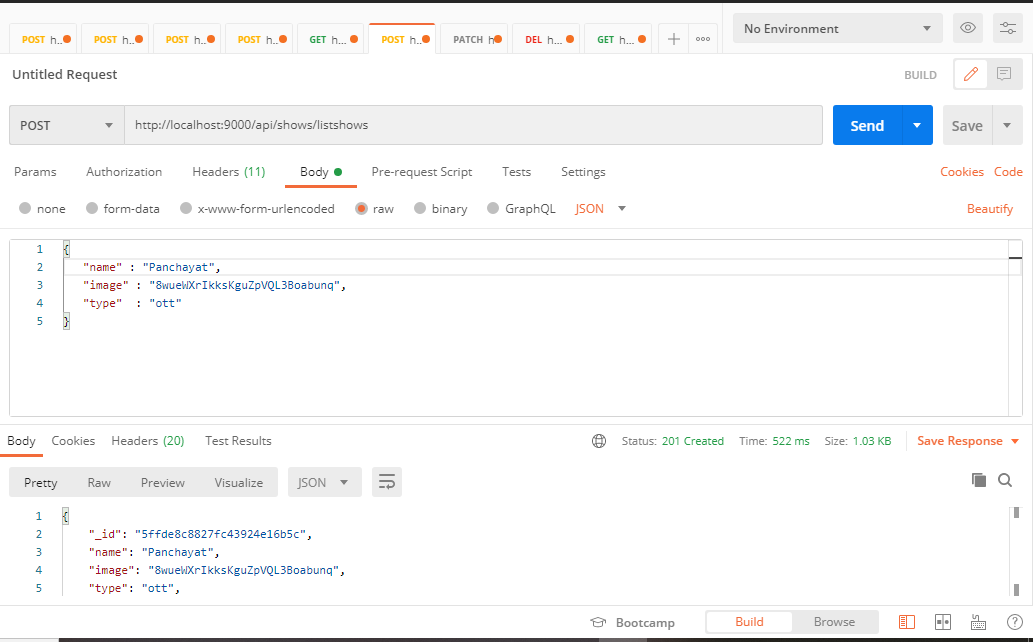 POST h.. POST h... POST h... POST h... GET h... POST h.. PATCH h DEL h... GET h... No Environment
Untitled Request BUILD
POST http://localhost:9000/api/shows/listshows Send Save
Params Authorization Headers (11) Body Pre-request Script Tests Settings Cookies Code
none form-data x-www-form-urlencoded raw binary GraphQL JSON Beautify
1 {
2 "name" : "Panchayat",
3 "image" : "8wueWXrIkksKguZpVQL3Boabunq",
4 "type"  : "ott"
5 }
Body Cookies Headers (20) Test Results Status: 201 Created Time: 522 ms Size: 1.03 KB Save Response
Pretty Raw Preview Visualize JSON
1 {
2 "_id": "5ffde8c8827fc43924e16b5c",
3 "name": "Panchayat",
4 "image": "8wueWXrIkksKguZpVQL3Boabunq",
5 "type": "ott",
Bootcamp Build Browse ?